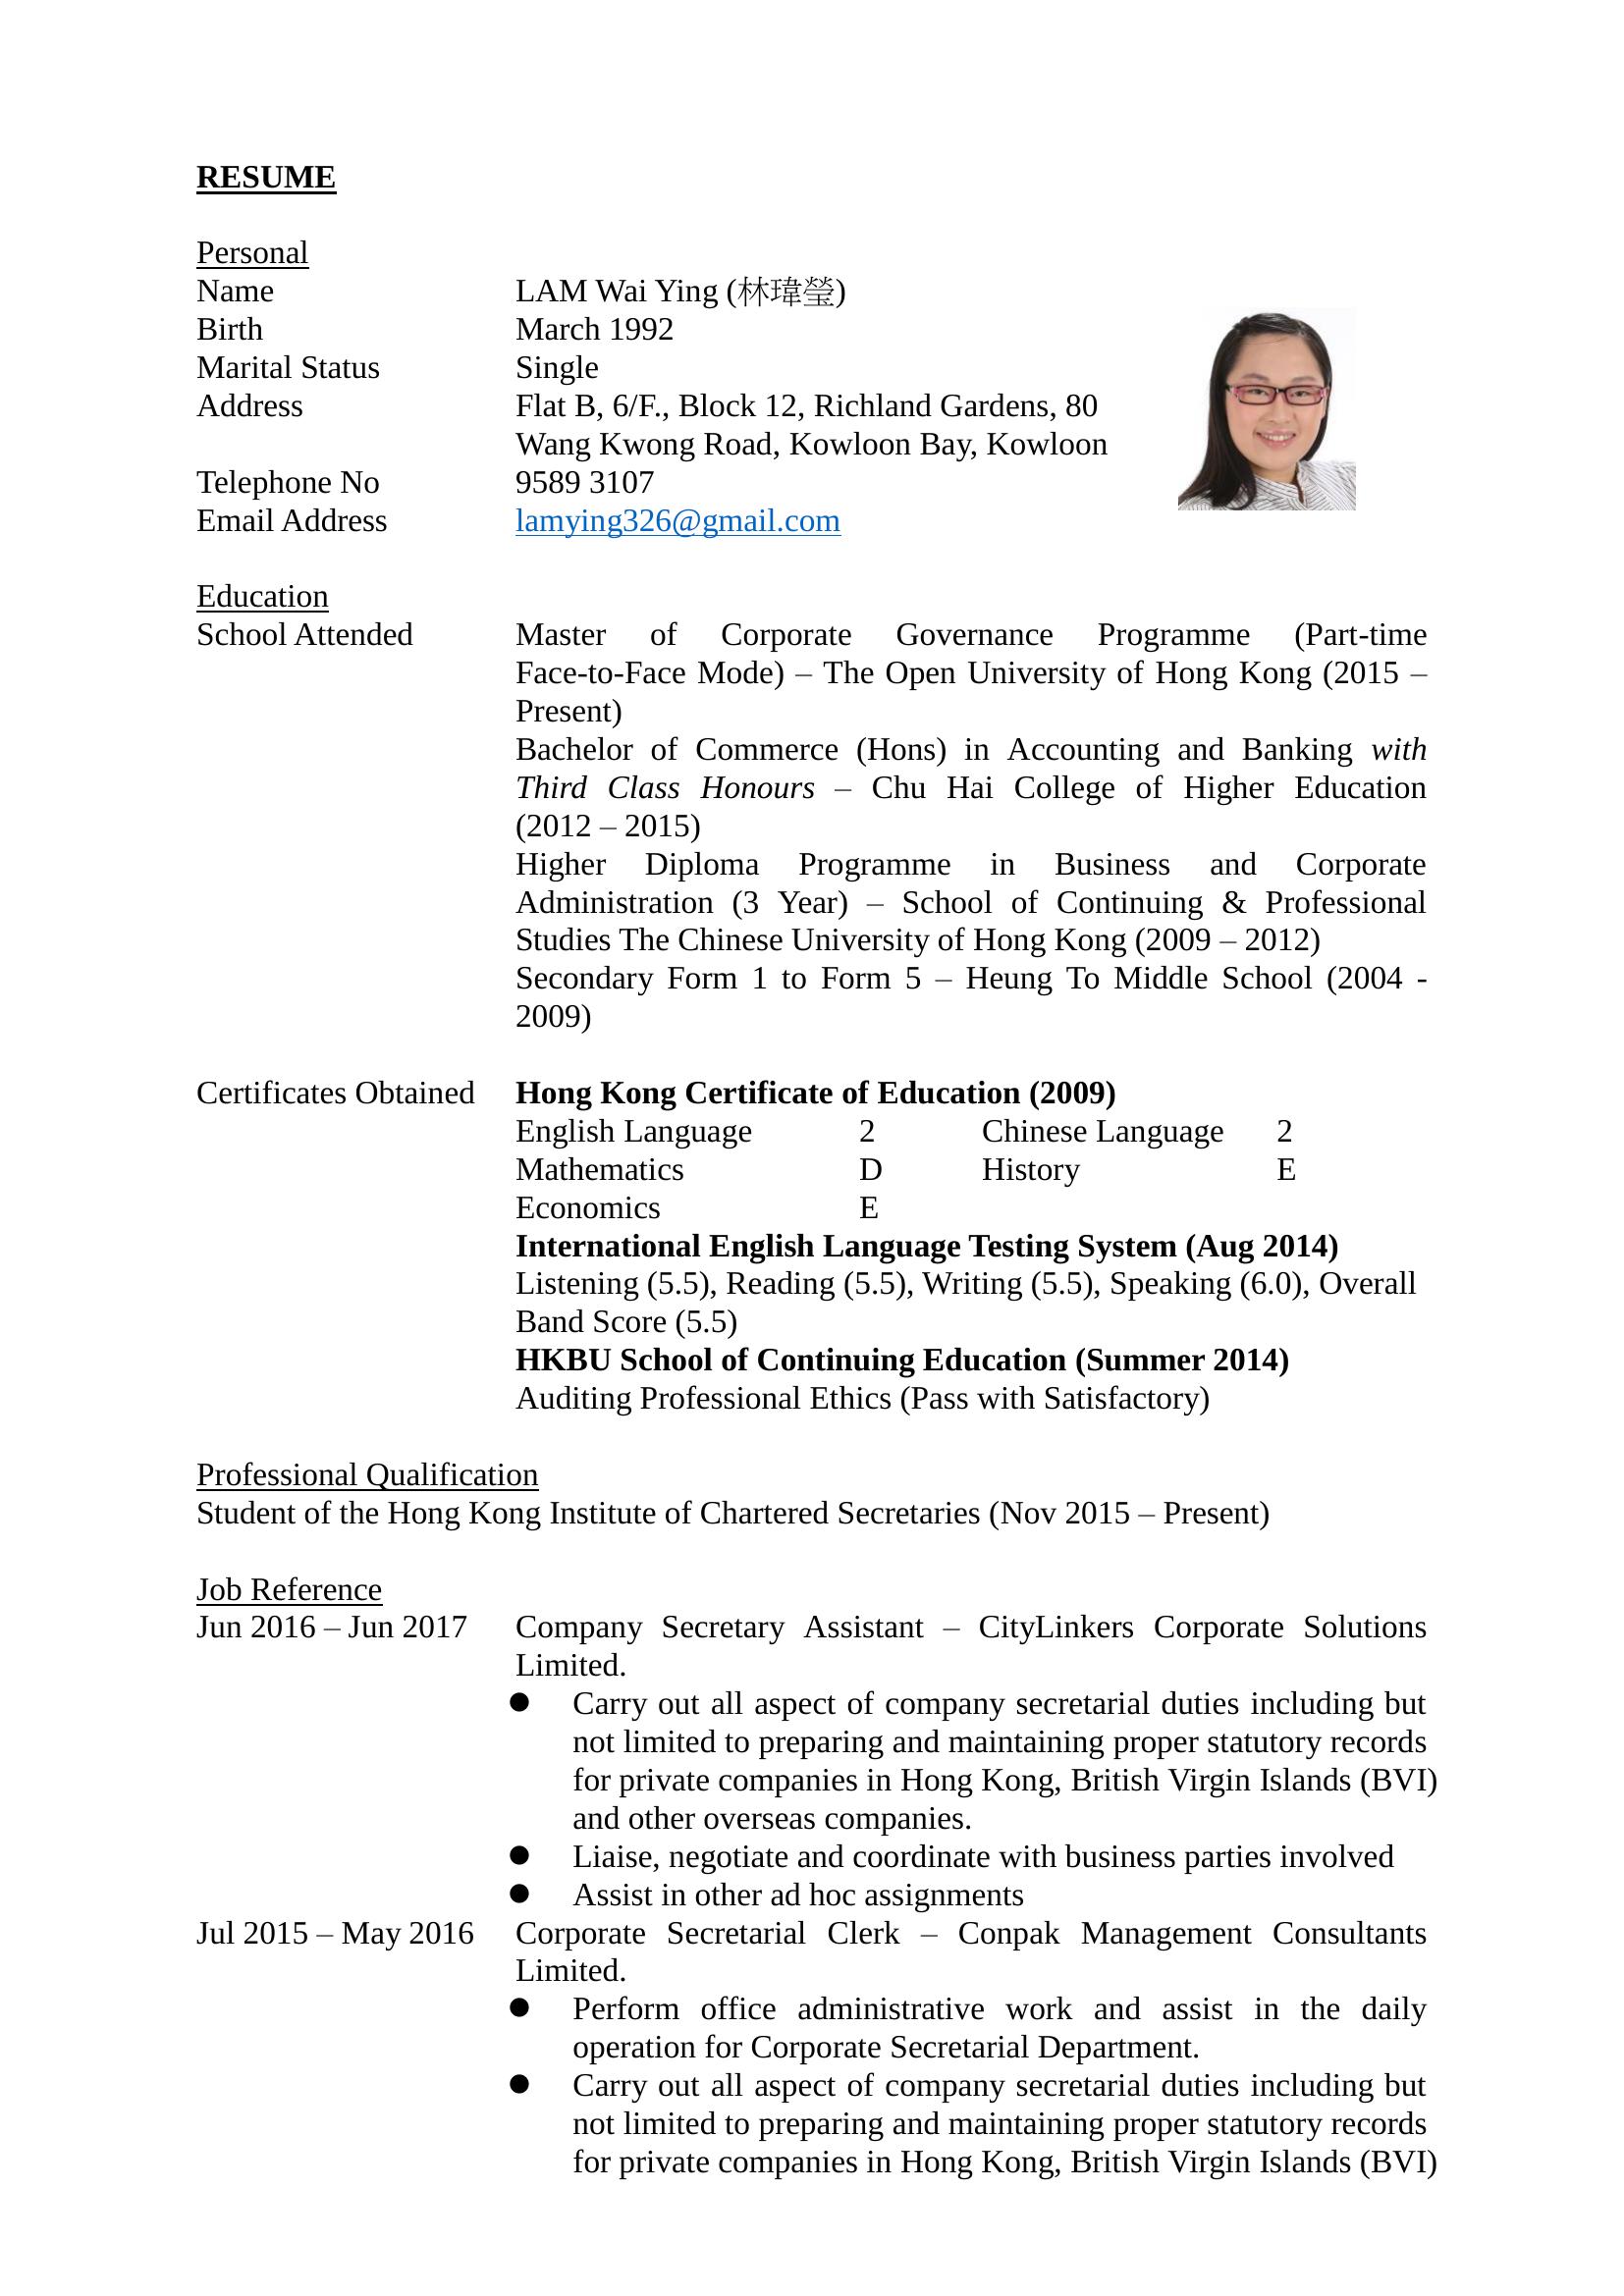 RESUME
Personal
Name LAM Wai Ying (林瑋瑩)
Birth March 1992
Marital Status Single
Address Flat B, 6/F., Block 12, Richland Gardens, 80
Wang Kwong Road, Kowloon Bay, Kowloon
Telephone No 9589 3107
Email Address lamying326@gmail.com
Education
School Attended Master of Corporate Governance Programme (Part-time
Face-to-Face Mode) – The Open University of Hong Kong (2015 –
Present)
Bachelor of Commerce (Hons) in Accounting and Banking with
Third Class Honours – Chu Hai College of Higher Education
(2012 – 2015)
Higher Diploma Programme in Business and Corporate
Administration (3 Year) – School of Continuing & Professional
Studies The Chinese University of Hong Kong (2009 – 2012)
Secondary Form 1 to Form 5 – Heung To Middle School (2004 -
2009)
Certificates Obtained Hong Kong Certificate of Education (2009)
English Language 2 Chinese Language 2
Mathematics D History E
Economics E
International English Language Testing System (Aug 2014)
Listening (5.5), Reading (5.5), Writing (5.5), Speaking (6.0), Overall
Band Score (5.5)
HKBU School of Continuing Education (Summer 2014)
Auditing Professional Ethics (Pass with Satisfactory)
Professional Qualification
Student of the Hong Kong Institute of Chartered Secretaries (Nov 2015 – Present)
Job Reference
Jun 2016 – Jun 2017 Company Secretary Assistant – CityLinkers Corporate Solutions
Limited.
● Carry out all aspect of company secretarial duties including but
not limited to preparing and maintaining proper statutory records
for private companies in Hong Kong, British Virgin Islands (BVI)
and other overseas companies.
● Liaise, negotiate and coordinate with business parties involved
● Assist in other ad hoc assignments
Jul 2015 – May 2016 Corporate Secretarial Clerk – Conpak Management Consultants
Limited.
● Perform office administrative work and assist in the daily
operation for Corporate Secretarial Department.
● Carry out all aspect of company secretarial duties including but
not limited to preparing and maintaining proper statutory records
for private companies in Hong Kong, British Virgin Islands (BVI)